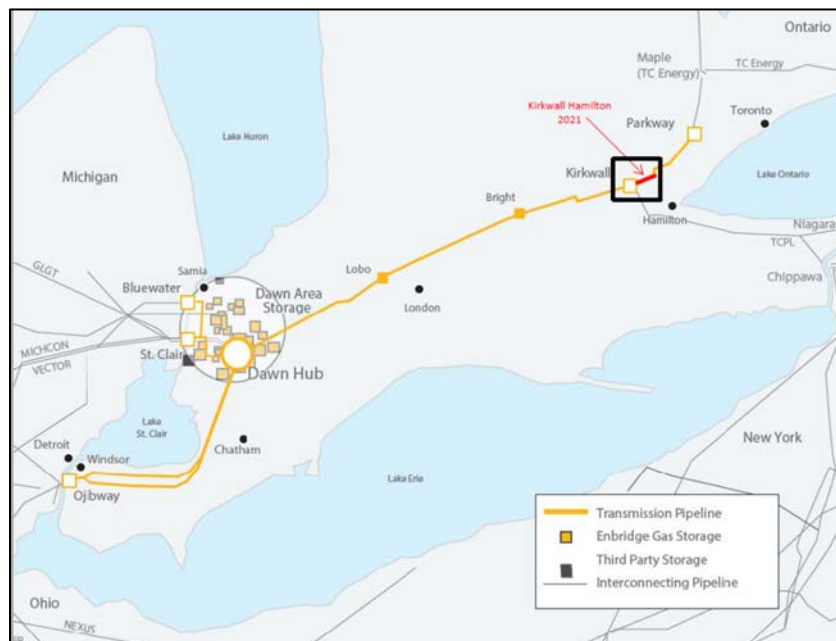 Ontario
Maple
(TC Energy)
TC Energy
Kirkwall Hamilton
2021
Parkway
Toronto
Lake Huron
Kirkwall
Lake Ontario
Michigan
Bright
Hamilton
Niagara
TCPL
GLGT
Sarnia
Lobo
Chippawa
Bluewater
Dawn Area
Storage
London
MICHCON
VECTOR
St. Clair
Dawn Hub
Lake
St. Clair
Detroit
Windsor
Chatham
New York
Lake Erie
Ojibway
Transmission Pipeline
Enbridge Gas Storage
Third Party Storage
Interconnecting Pipeline
Ohio
NEXUS